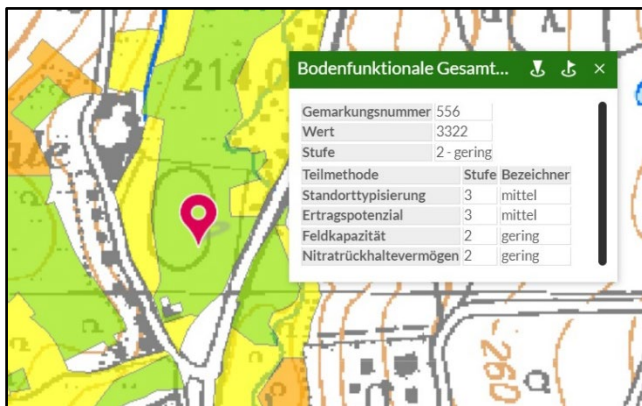 214,0
Bodenfunktionale Gesamt...
Gemarkungsnummer 556
Wert 3322
Stufe 2 - gering
Teilmethode Stufe Bezeichner
Standorttypisierung 3 mittel
Ertragspotenzial 3 mittel
Feldkapazität 2 gering
Nitratrückhaltevermögen 2 gering
260